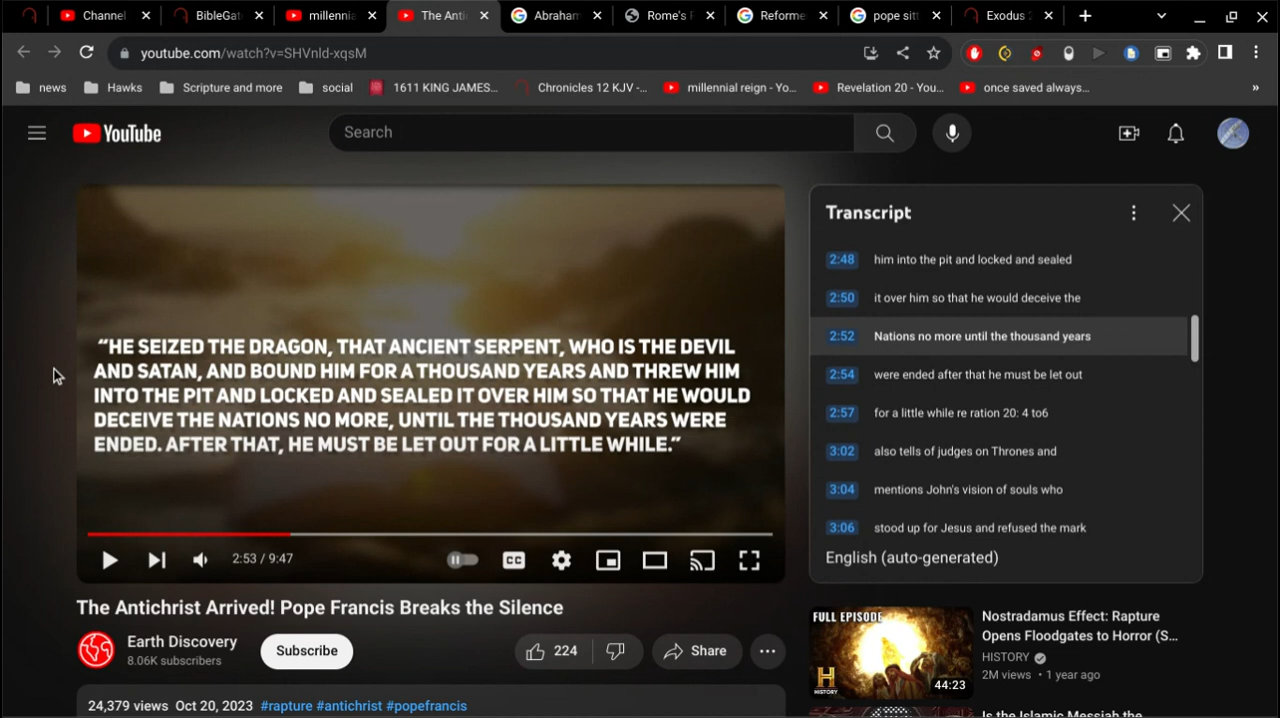 Channel
BibleGat
millennia
The Antic
Abraham
Rome's F
Reforme
pope sitt
Exodus 2
youtube.com/watch?v=SHVnld-xqsM
news
Hawks
Scripture and more
social
1611 KING JAMES...
Chronicles 12 KJV -...
millennial reign - Yo...
Revelation 20 - You...
once saved always...
»
YouTube
Search
"HE SEIZED THE DRAGON, THAT ANCIENT SERPENT, WHO IS THE DEVIL
AND SATAN, AND BOUND HIM FOR A THOUSAND YEARS AND THREW HIM
INTO THE PIT AND LOCKED AND SEALED IT OVER HIM SO THAT HE WOULD
DECEIVE THE NATIONS NO MORE, UNTIL THE THOUSAND YEARS WERE
ENDED. AFTER THAT, HE MUST BE LET OUT FOR A LITTLE WHILE."
2:53 / 9:47
CC
Transcript
2:48 him into the pit and locked and sealed
2:50 it over him so that he would deceive the
2:52 Nations no more until the thousand years
2:54 were ended after that he must be let out
2:57 for a little while re ration 20: 4 to6
3:02 also tells of judges on Thrones and
3:04 mentions John's vision of souls who
3:06 stood up for Jesus and refused the mark
English (auto-generated)
The Antichrist Arrived! Pope Francis Breaks the Silence
Earth Discovery
8.06K subscribers
Subscribe
224
Share
24,379 views Oct 20, 2023 #rapture #antichrist #popefrancis
FULL EPISODE
H
HISTORY
44:23
Nostradamus Effect: Rapture
Opens Floodgates to Horror (S...
HISTORY
2M views • 1 year ago
Is the Islamic Messiah the